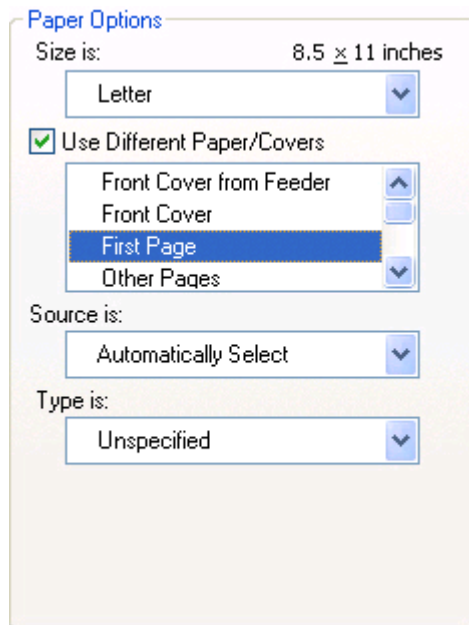 Paper Options
Size is: 8.5 x 11 inches
Letter
Use Different Paper/Covers
Front Cover from Feeder
Front Cover
First Page
Other Pages
Source is:
Automatically Select
Type is:
Unspecified